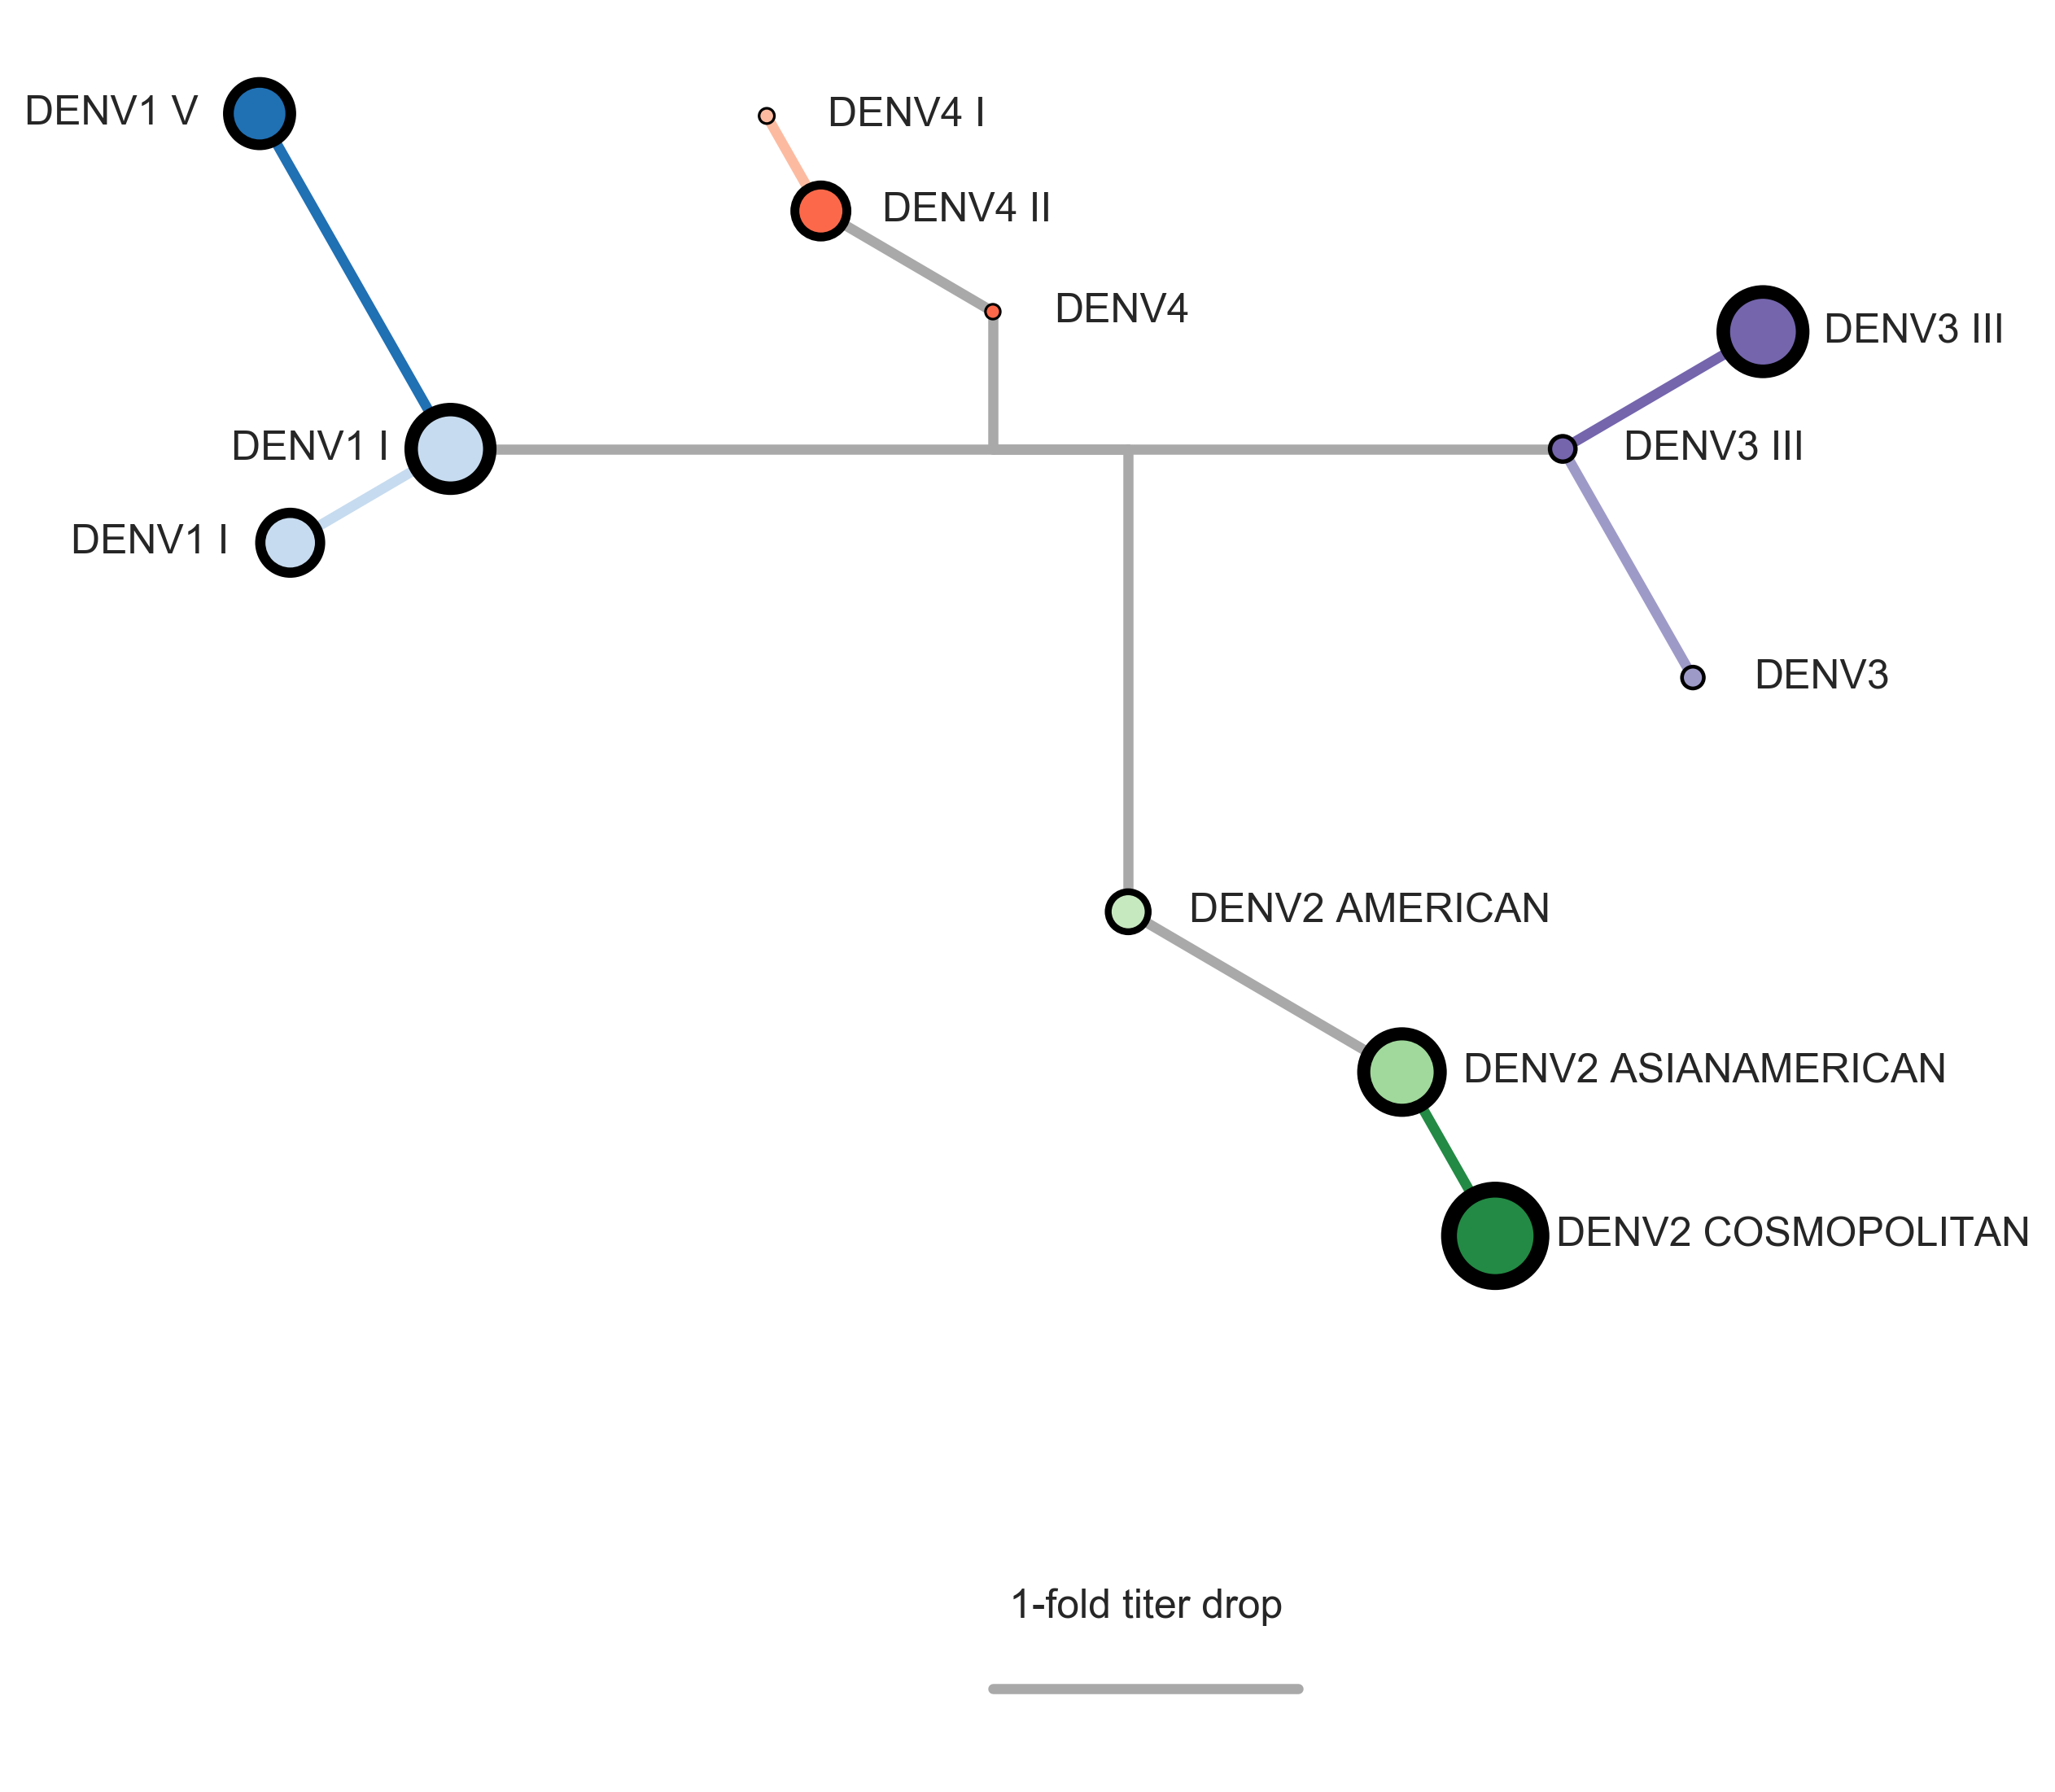 DENV1 V
DENV4 I
DENV4 II
DENV4
DENV3 III
DENV1 I
DENV3 III
DENV1 I
DENV3
DENV2 AMERICAN
DENV2 ASIANAMERICAN
DENV2 COSMOPOLITAN
1-fold titer drop